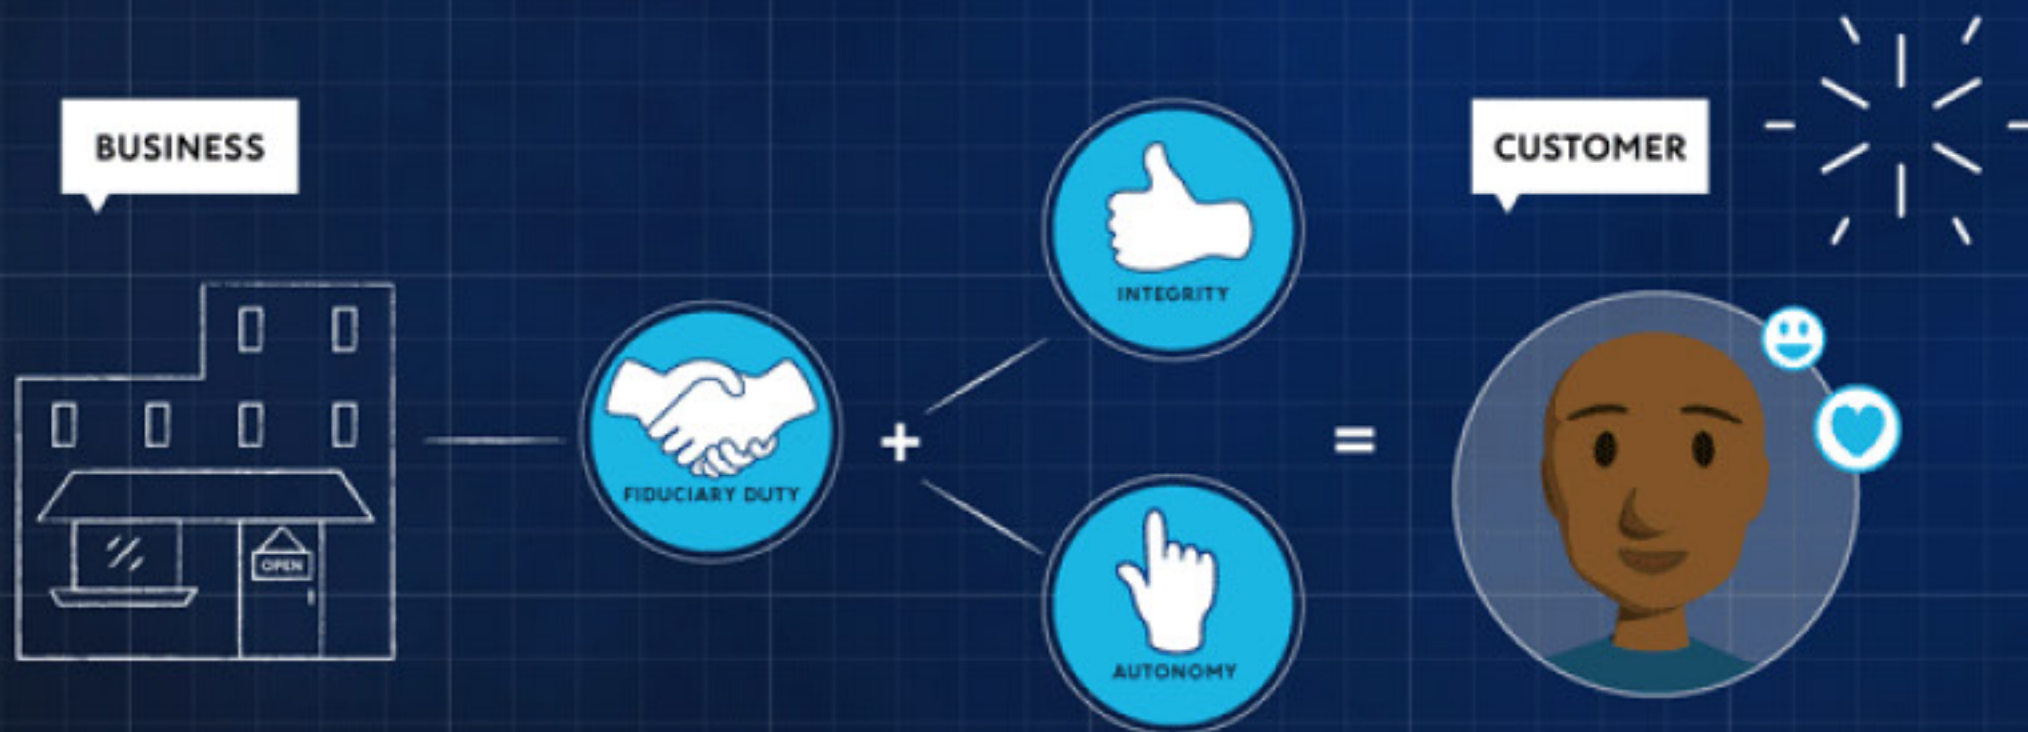 BUSINESS
OPEN
FIDUCIARY DUTY
+
INTEGRITY
AUTONOMY
=
CUSTOMER